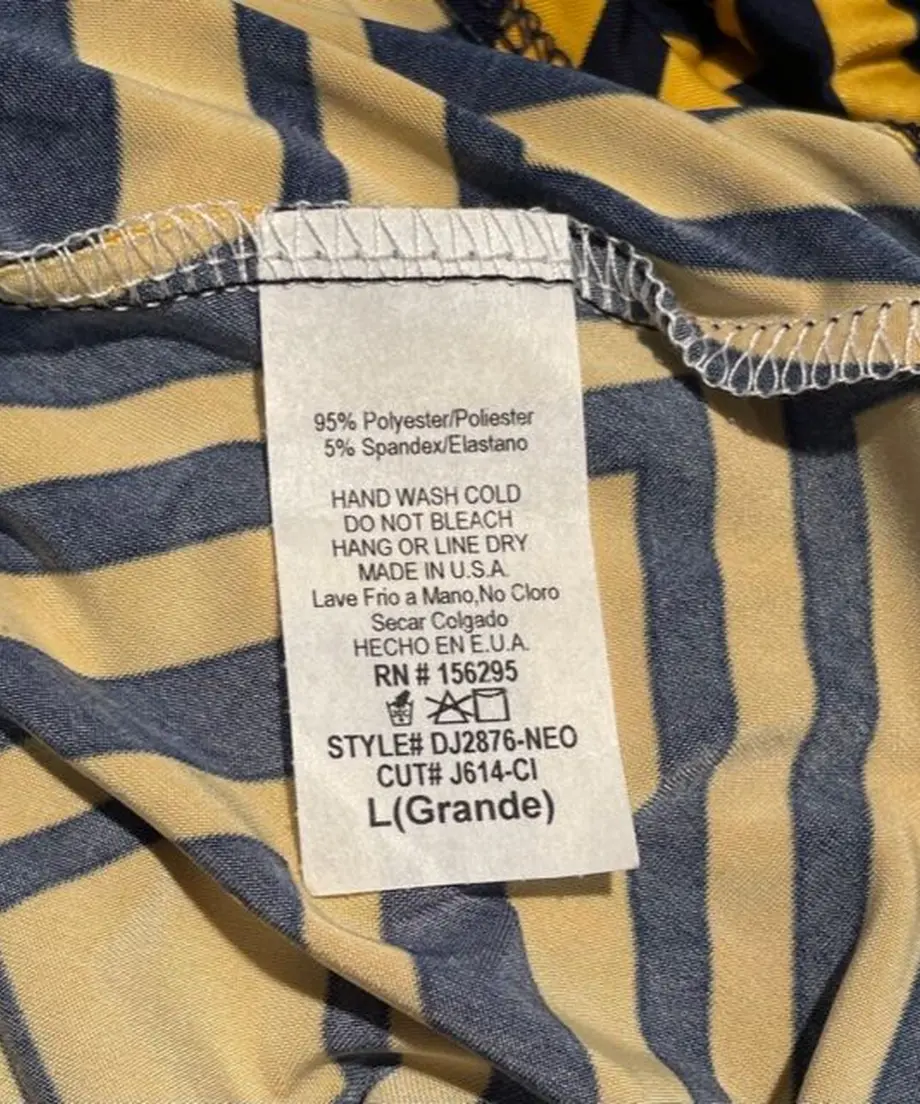 95% Polyester/Poliester
5% Spandex/Elastano
HAND WASH COLD
DO NOT BLEACH
HANG OR LINE DRY
MADE IN U.S.A.
Lave Frio a Mano,No Cloro
Secar Colgado
HECHO EN E.U.A.
RN # 156295
STYLE# DJ2876-NEO
CUT# J614-CI
L(Grande)